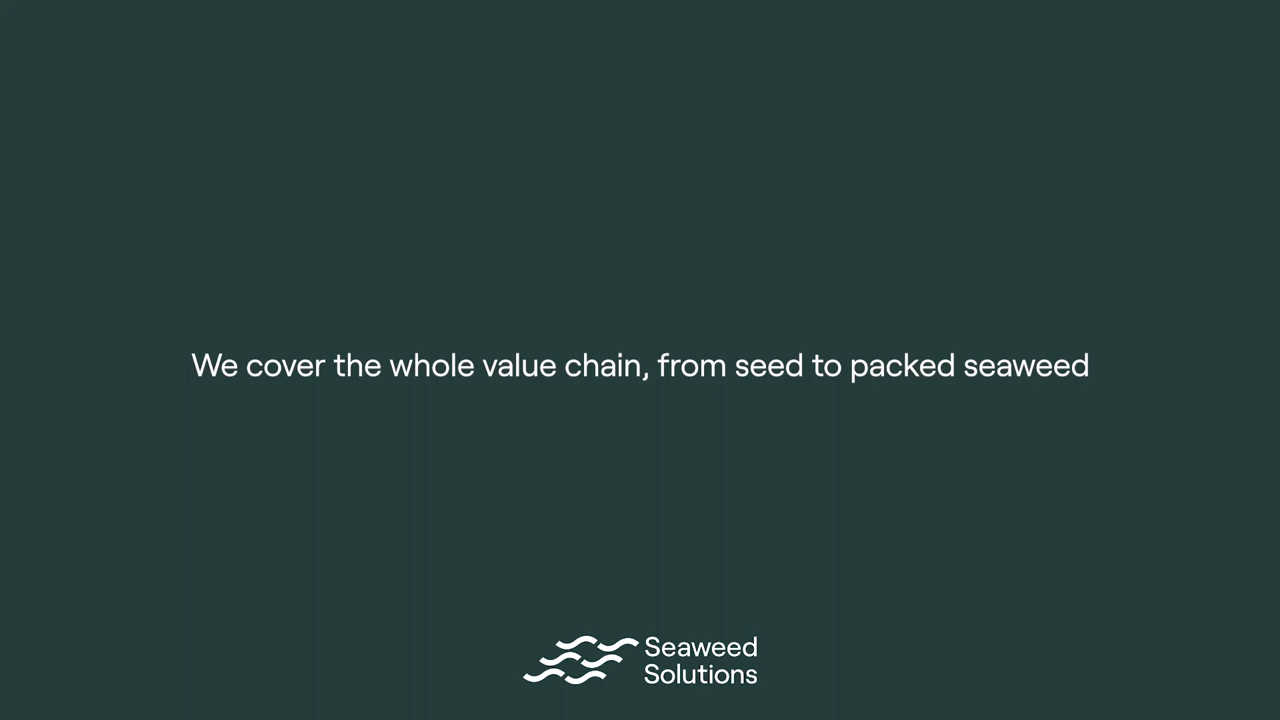 We cover the whole value chain, from seed to packed seaweed
Seaweed
Solutions